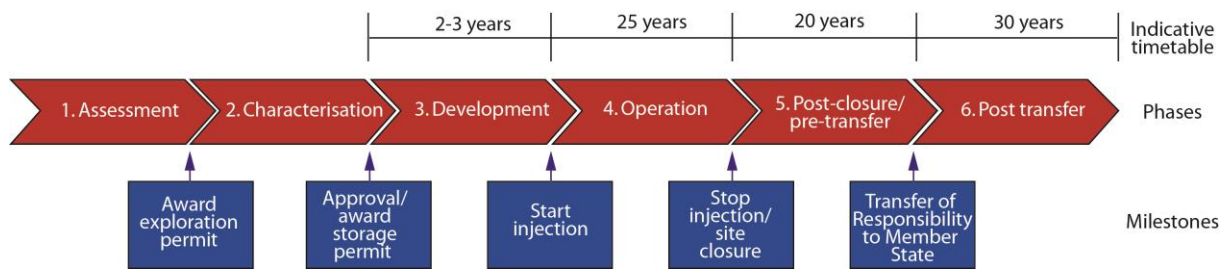 2-3 years
25 years
20 years
30 years
Indicative
timetable
1. Assessment
2. Characterisation
3. Development
4. Operation
5. Post-closure/
pre-transfer
6. Post transfer
Phases
Award
exploration
permit
Approval/
award
storage
permit
Start
injection
Stop
injection/
site
closure
Transfer of
Responsibility
to Member
State
Milestones